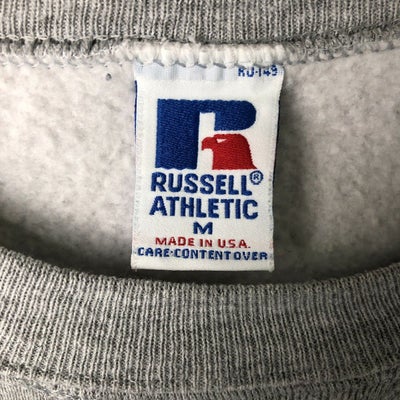 RU-149
RUSSELL®
ATHLETIC
M
MADE IN U.S.A.
CARE·CONTENT OVER